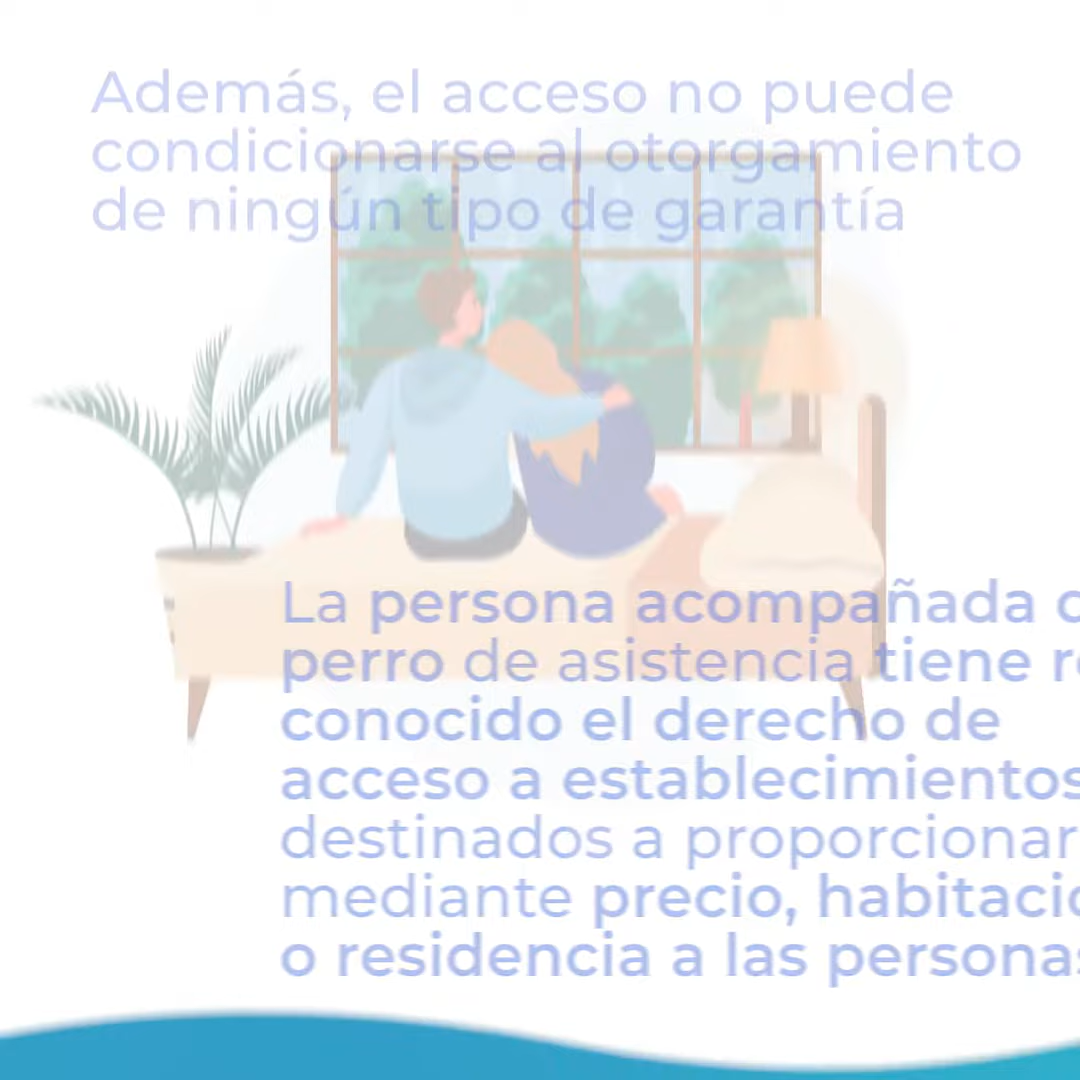 Además, el acceso no puede
condicionarse al otorgamiento
de ningún tipo de garantía
La persona acompañada
perro de asistencia tiene
conocido el derecho de
acceso a establecimientos
destinados a proporcionar
mediante precio,
o residencia a las personas